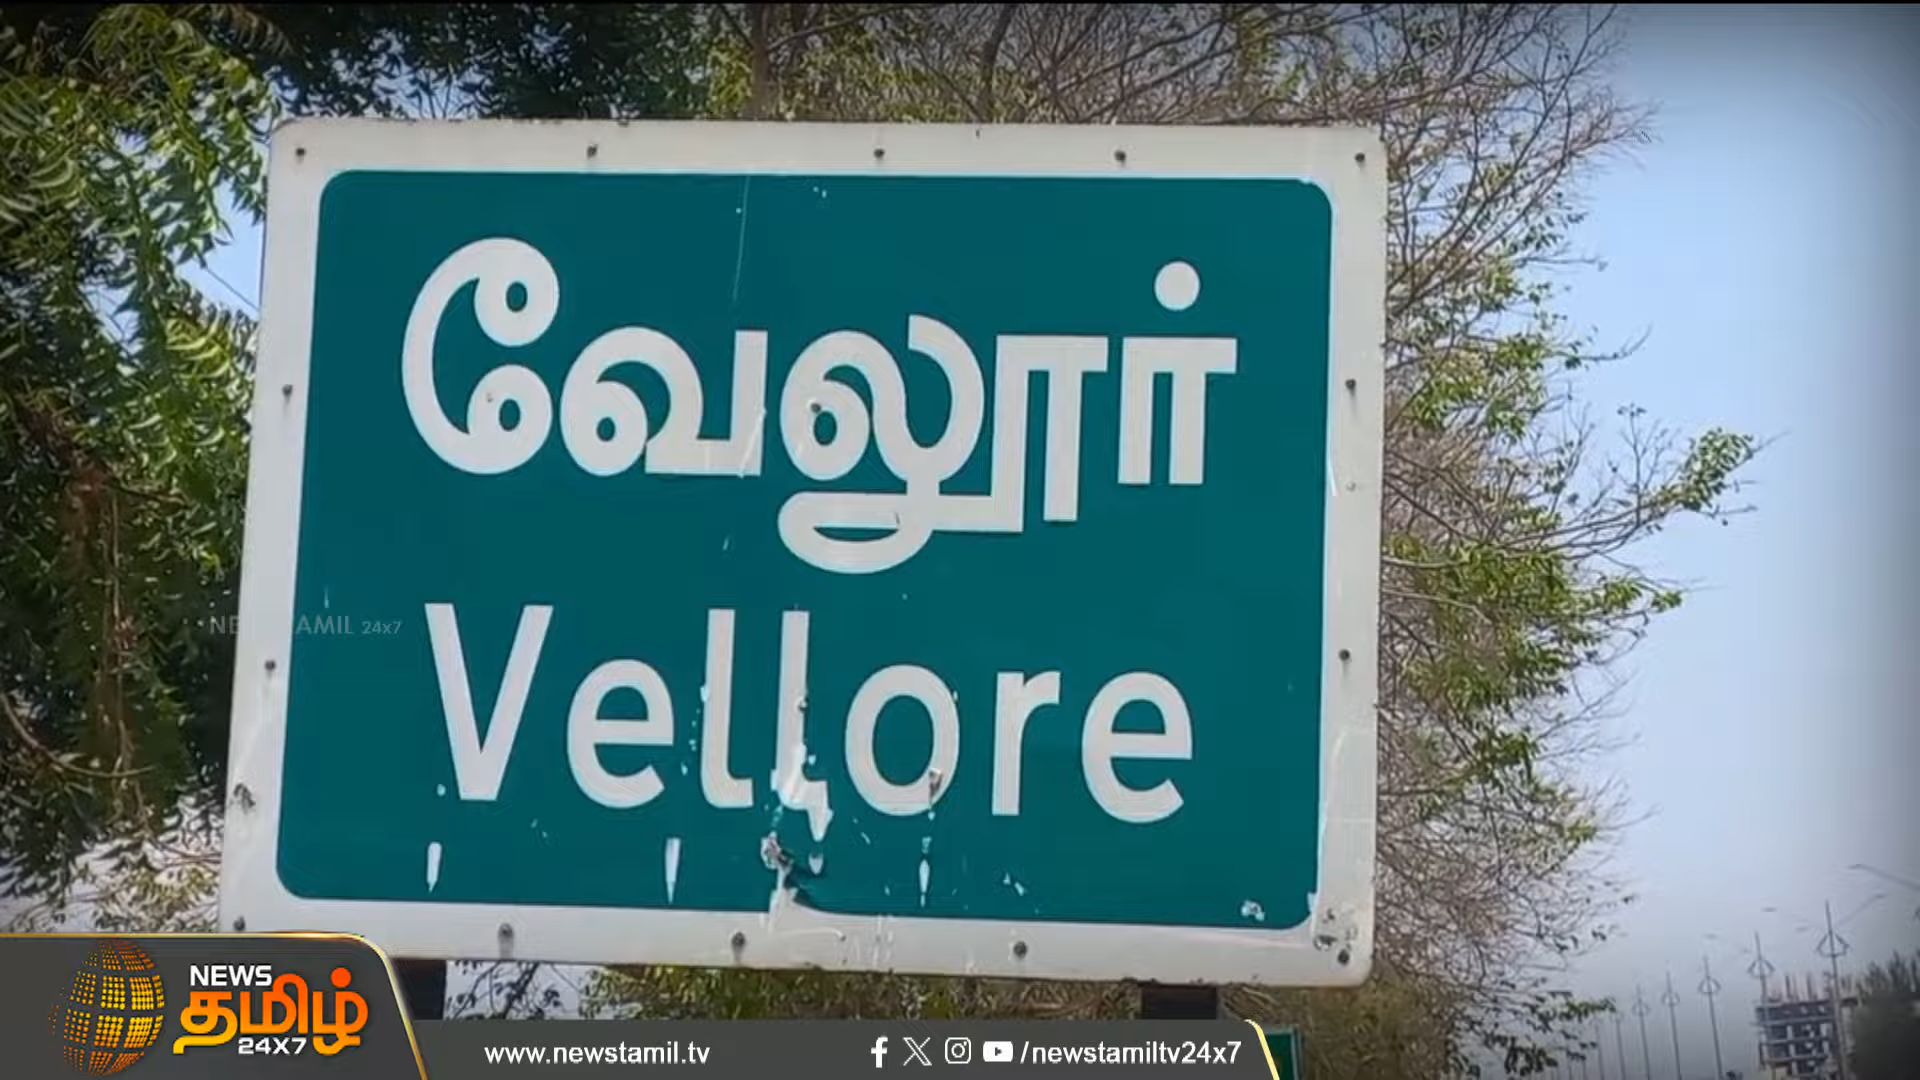 வேலூர்
Vellore
NEWS TAMIL 24x7
NEWS
தமிழ்
24X7
www.newstamil.tv
/newstamiltv24x7